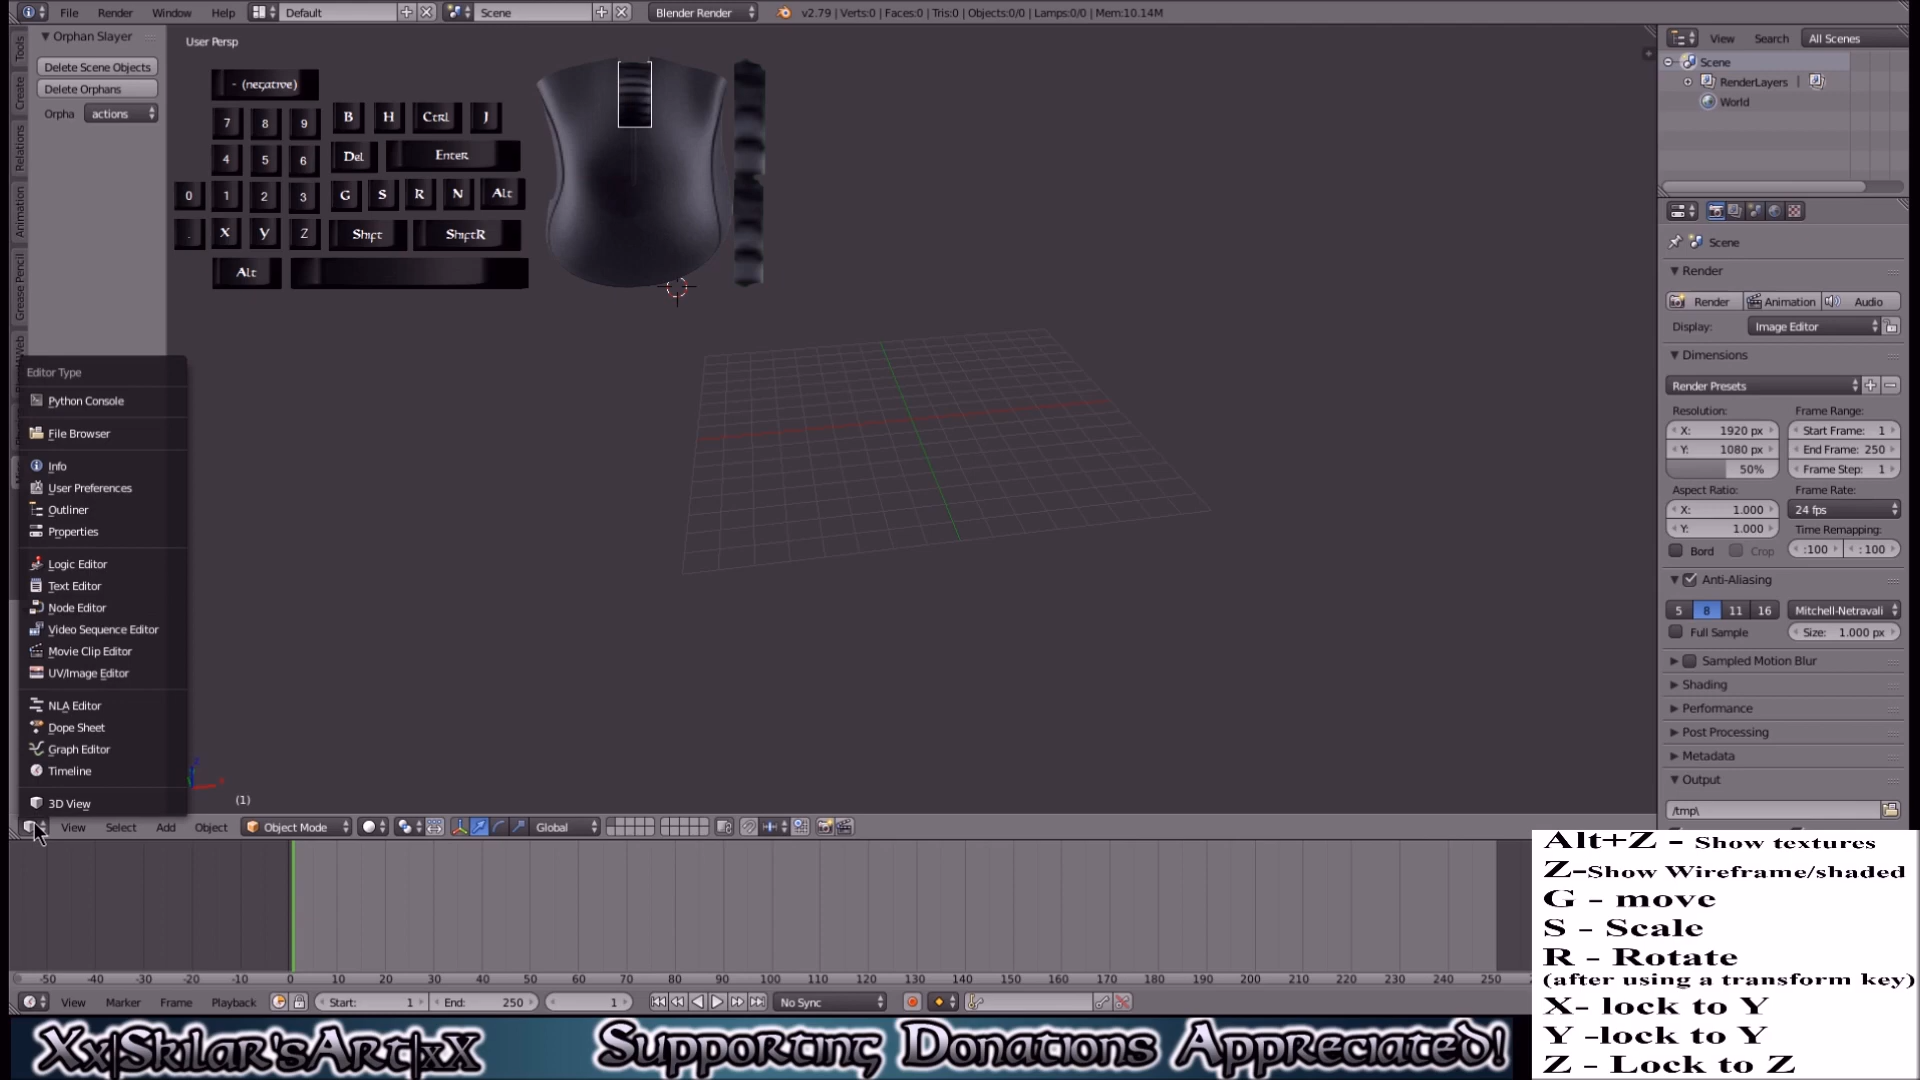 File Render Window Help Default Scene Blender Render v2.79 | Verts:0 | Faces:0 | Tris:0 | Objects:0/0 | Lamps:0/0 | Mem:10.14M
Orphan Slayer
Delete Scene Objects
Delete Orphans
Orpha actions
Tools
Create
Relations
Animation
Grease Pencil
User Persp
- (negative)
7 8 9 B H Ctrl J
4 5 6 Del Enter
0 1 2 3 G S R N Alt
. X Y Z Shift ShiftR
Alt
Editor Type
Python Console
File Browser
Info
User Preferences
Outliner
Properties
Logic Editor
Text Editor
Node Editor
Video Sequence Editor
Movie Clip Editor
UV/Image Editor
NLA Editor
Dope Sheet
Graph Editor
Timeline
3D View
(1)
View Select Add Object Object Mode Global
-50 -40 -30 -20 -10 0 10 20 30 40 50 60 70 80 90 100 110 120 130 140 150 160 170 180 190 200 210 220 230 240 250
View Marker Frame Playback Start: 1 End: 250 1 No Sync
View Search All Scenes
Scene
RenderLayers |
World
Scene
Render
Render Animation Audio
Display: Image Editor
Dimensions
Render Presets
Resolution: Frame Range:
X: 1920 px Start Frame: 1
Y: 1080 px End Frame: 250
50% Frame Step: 1
Aspect Ratio: Frame Rate:
X: 1.000 24 fps
Y: 1.000 Time Remapping:
Bord Crop :100 : 100
Anti-Aliasing
5 8 11 16 Mitchell-Netravali
Full Sample Size: 1.000 px
Sampled Motion Blur
Shading
Performance
Post Processing
Metadata
Output
/tmp\
Alt+Z - Show textures
Z-Show Wireframe/shaded
G - move
S - Scale
R - Rotate
(after using a transform key)
X- lock to Y
Y -lock to Y
Z - Lock to Z
Xx|Skilar'sArt|xX Supporting Donations Appreciated!